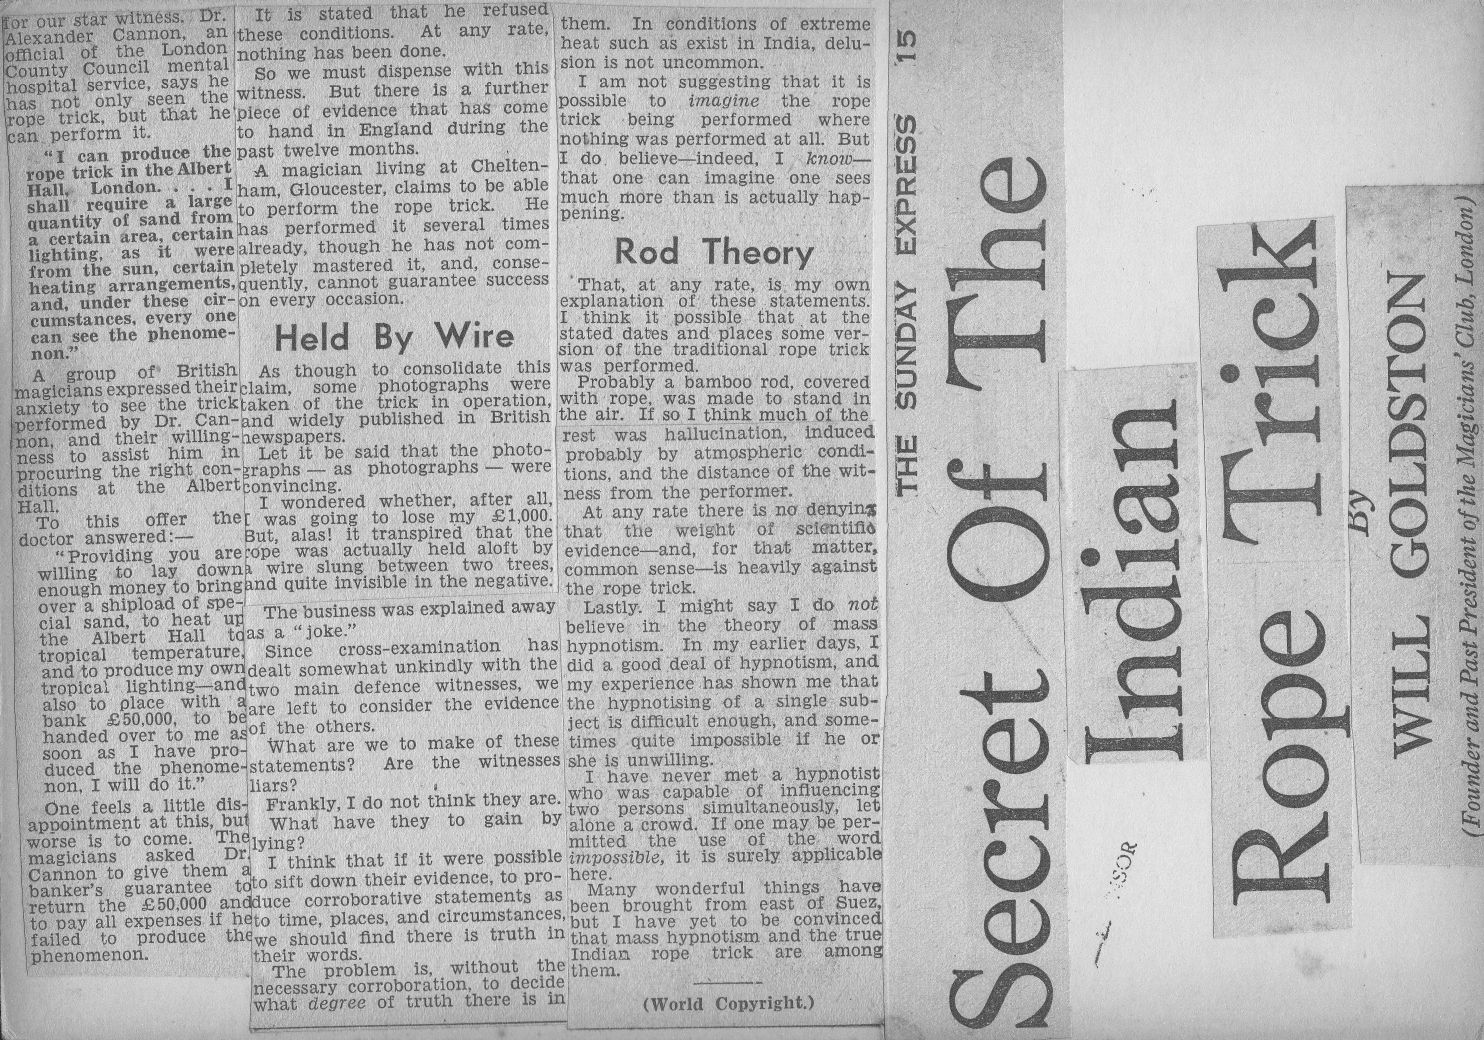 for our star witness. Dr.
Alexander Cannon, an
official of the London
County Council mental
hospital service, says he
has not only seen the
rope trick, but that he
can perform it.
"I can produce the
rope trick in the Albert
Hall, London. . . . I
shall require a large
quantity of sand from
a certain area, certain
lighting, as it were
from the sun, certain
heating arrangements,
and, under these cir-
cumstances, every one
can see the phenome-
non."
A group of British
magicians expressed their
anxiety to see the trick
performed by Dr. Can-
non, and their willing-
ness to assist him in
procuring the right con-
ditions at the Albert
Hall.
To this offer the
doctor answered:—
"Providing you are
willing to lay down
enough money to bring
over a shipload of spe-
cial sand, to heat up
the Albert Hall to
tropical temperature,
and to produce my own
tropical lighting—and
also to place with a
bank £50,000, to be
handed over to me as
soon as I have pro-
duced the phenome-
non, I will do it."
One feels a little dis-
appointment at this, but
worse is to come. The
magicians asked Dr.
Cannon to give them a
banker's guarantee to
return the £50,000 and
to pay all expenses if he
failed to produce the
phenomenon.
It is stated that he refused
these conditions. At any rate,
nothing has been done.
So we must dispense with this
witness. But there is a further
piece of evidence that has come
to hand in England during the
past twelve months.
A magician living at Chelten-
ham, Gloucester, claims to be able
to perform the rope trick. He
has performed it several times
already, though he has not com-
pletely mastered it, and, conse-
quently, cannot guarantee success
on every occasion.
Held By Wire
As though to consolidate this
claim, some photographs were
taken of the trick in operation,
and widely published in British
newspapers.
Let it be said that the photo-
graphs — as photographs — were
convincing.
I wondered whether, after all,
I was going to lose my £1,000.
But, alas! it transpired that the
rope was actually held aloft by
a wire slung between two trees,
and quite invisible in the negative.
The business was explained away
as a "joke."
Since cross-examination has
dealt somewhat unkindly with the
two main defence witnesses, we
are left to consider the evidence
of the others.
What are we to make of these
statements? Are the witnesses
liars?
Frankly, I do not think they are.
What have they to gain by
lying?
I think that if it were possible
to sift down their evidence, to pro-
duce corroborative statements as
to time, places, and circumstances,
we should find there is truth in
their words.
The problem is, without the
necessary corroboration, to decide
what degree of truth there is in
them. In conditions of extreme
heat such as exist in India, delu-
sion is not uncommon.
I am not suggesting that it is
possible to imagine the rope
trick being performed where
nothing was performed at all. But
I do believe—indeed, I know—
that one can imagine one sees
much more than is actually hap-
pening.
Rod Theory
That, at any rate, is my own
explanation of these statements.
I think it possible that at the
stated dates and places some ver-
sion of the traditional rope trick
was performed.
Probably a bamboo rod, covered
with rope, was made to stand in
the air. If so I think much of the
rest was hallucination, induced
probably by atmospheric condi-
tions, and the distance of the wit-
ness from the performer.
At any rate there is no denying
that the weight of scientific
evidence—and, for that matter,
common sense—is heavily against
the rope trick.
Lastly. I might say I do not
believe in the theory of mass
hypnotism. In my earlier days, I
did a good deal of hypnotism, and
my experience has shown me that
the hypnotising of a single sub-
ject is difficult enough, and some-
times quite impossible if he or
she is unwilling.
I have never met a hypnotist
who was capable of influencing
two persons simultaneously, let
alone a crowd. If one may be per-
mitted the use of the word
impossible, it is surely applicable
here.
Many wonderful things have
been brought from east of Suez,
but I have yet to be convinced
that mass hypnotism and the true
Indian rope trick are among
them.
(World Copyright.)
THE SUNDAY EXPRESS 15
Secret Of The
Indian
Rope Trick
By
WILL GOLDSTON
(Founder and Past President of the Magicians' Club, London)